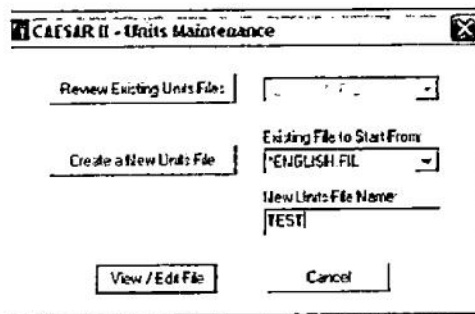 CAESAR II - Units Maintenance
Review Existing Units Files
Existing File to Start From:
Create a New Units File
*ENGLISH.FIL
New Units File Name:
TEST
View / Edit File
Cancel